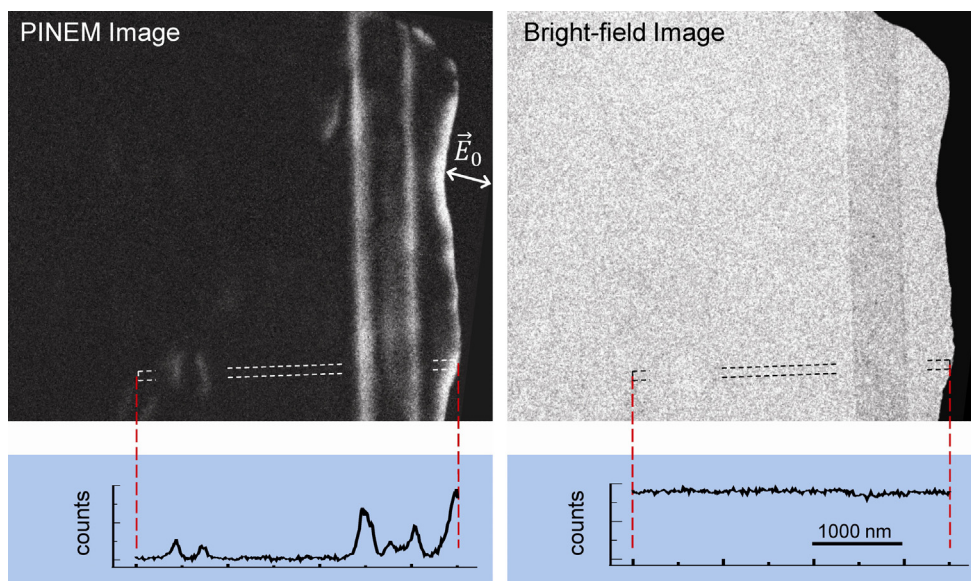 PINEM Image
Bright-field Image
E⃗₀
counts
counts
1000 nm